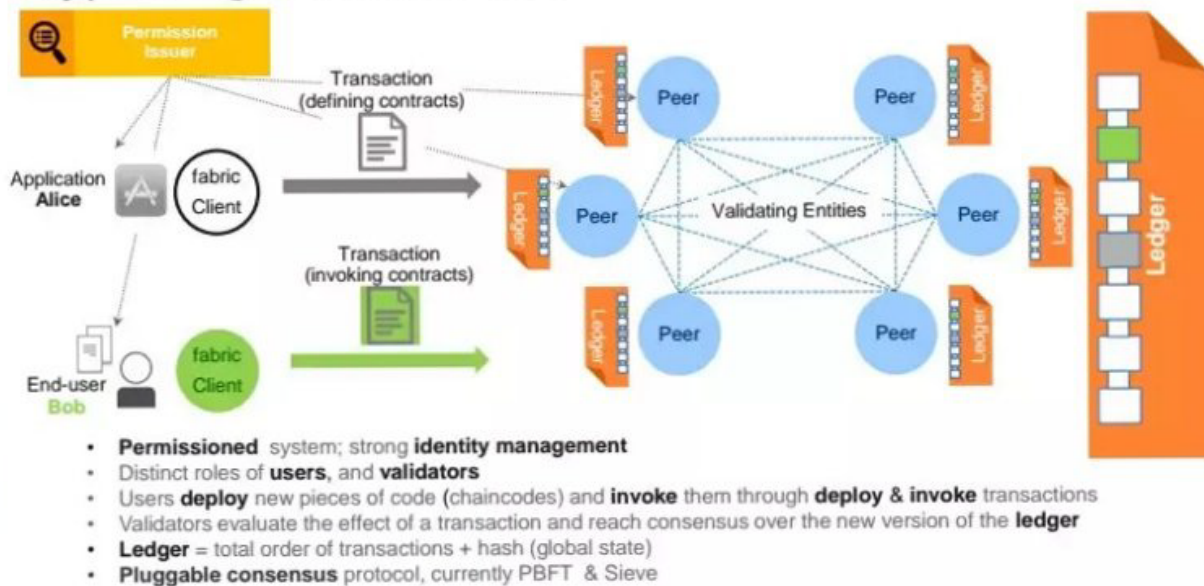 Permission
Issuer
Transaction
(defining contracts)
Application
Alice
fabric
Client
Transaction
(invoking contracts)
End-user
Bob
fabric
Client
Ledger
Peer
Peer
Ledger
Ledger
Peer
Validating Entities
Peer
Ledger
Ledger
Peer
Peer
Ledger
Ledger
• Permissioned system; strong identity management
• Distinct roles of users, and validators
• Users deploy new pieces of code (chaincodes) and invoke them through deploy & invoke transactions
• Validators evaluate the effect of a transaction and reach consensus over the new version of the ledger
• Ledger = total order of transactions + hash (global state)
• Pluggable consensus protocol, currently PBFT & Sieve